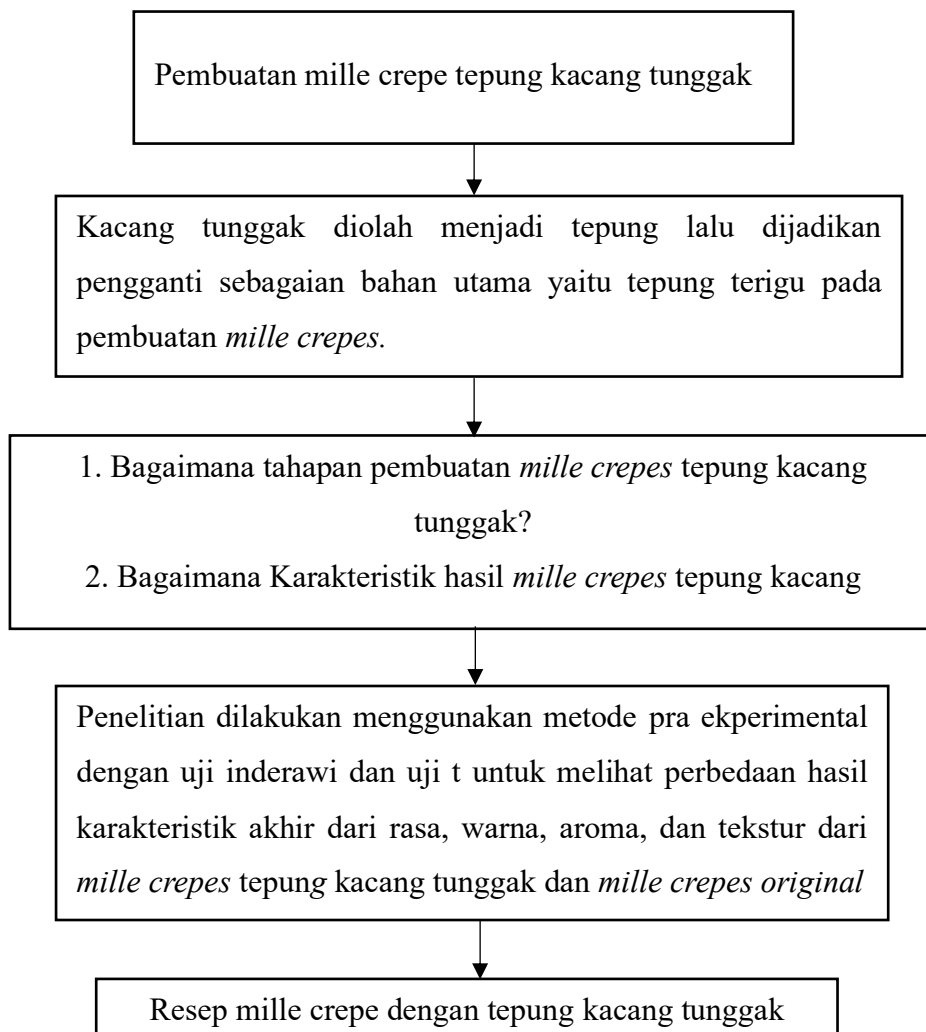 Pembuatan mille crepe tepung kacang tunggak
Kacang tunggak diolah menjadi tepung lalu dijadikan
pengganti sebagaian bahan utama yaitu tepung terigu pada
pembuatan mille crepes.
1. Bagaimana tahapan pembuatan mille crepes tepung kacang
tunggak?
2. Bagaimana Karakteristik hasil mille crepes tepung kacang
Penelitian dilakukan menggunakan metode pra ekperimental
dengan uji inderawi dan uji t untuk melihat perbedaan hasil
karakteristik akhir dari rasa, warna, aroma, dan tekstur dari
mille crepes tepung kacang tunggak dan mille crepes original
Resep mille crepe dengan tepung kacang tunggak